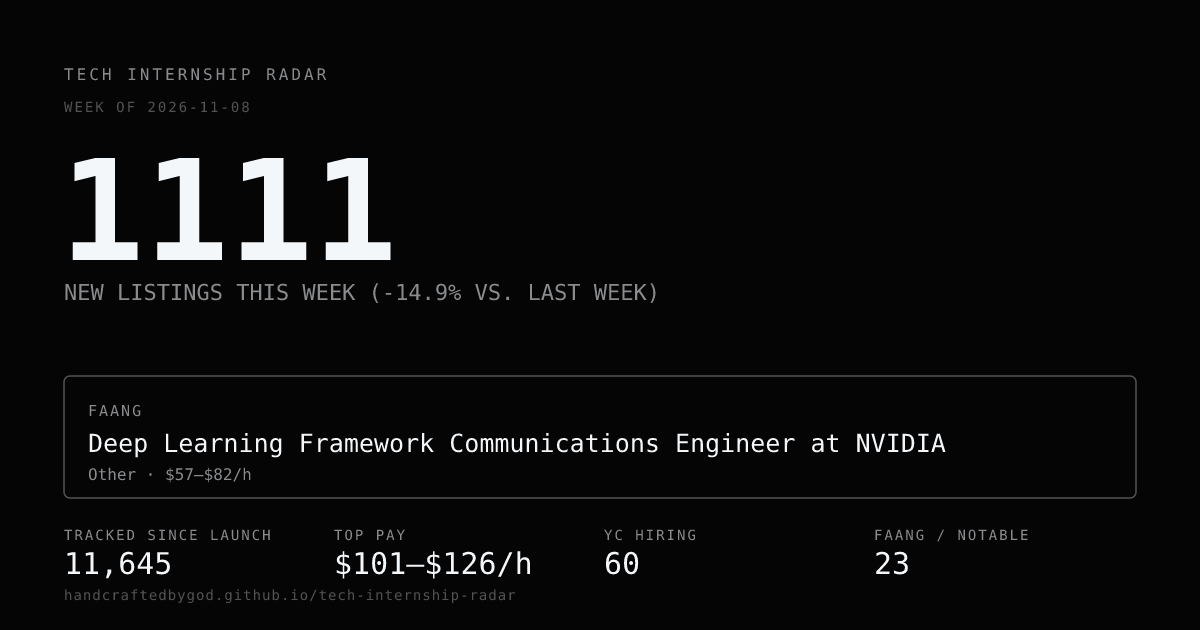 TECH INTERNSHIP RADAR
WEEK OF 2026-11-08
1111
NEW LISTINGS THIS WEEK (-14.9% VS. LAST WEEK)
FAANG
Deep Learning Framework Communications Engineer at NVIDIA
Other · $57–$82/h
TRACKED SINCE LAUNCH TOP PAY YC HIRING FAANG / NOTABLE
11,645 $101–$126/h 60 23
handcraftedbygod.github.io/tech-internship-radar